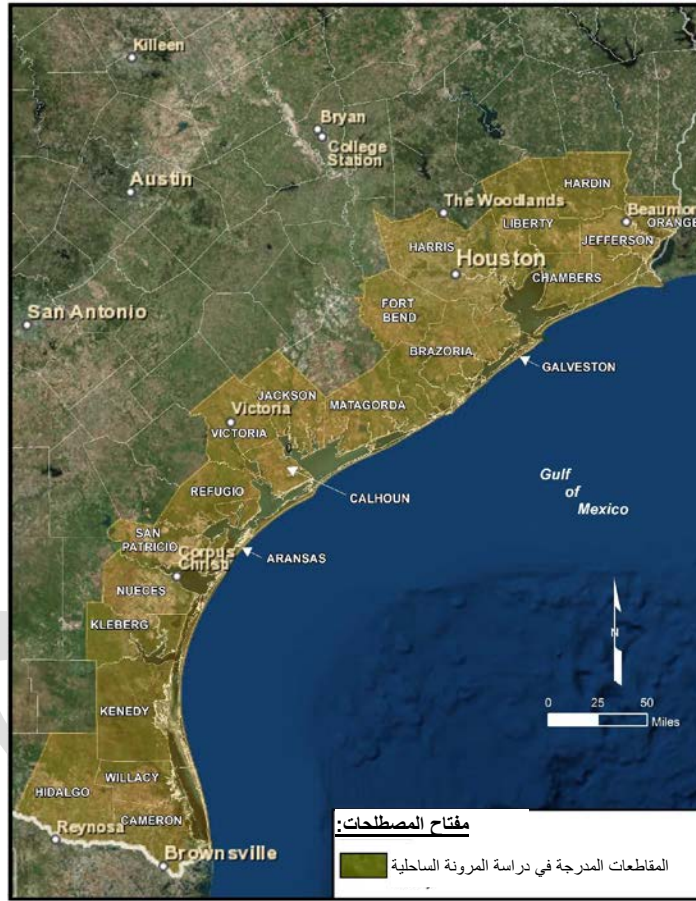 Killeen
Bryan
College
Station
Austin
The Woodlands
HARDIN
Beaumon
ORANGE
LIBERTY
JEFFERSON
HARRIS
Houston
CHAMBERS
San Antonio
FORT
BEND
BRAZORIA
GALVESTON
JACKSON
MATAGORDA
Victoria
VICTORIA
Gulf
of
Mexico
REFUGIO
CALHOUN
SAN
PATRICIO
Corpus
Christi
ARANSAS
NUECES
KLEBERG
N
KENEDY
0 25 50
Miles
WILLACY
HIDALGO
CAMERON
Reynosa
Brownsville
مفتاح المصطلحات:
المقاطعات المدرجة في دراسة المرونة الساحلية